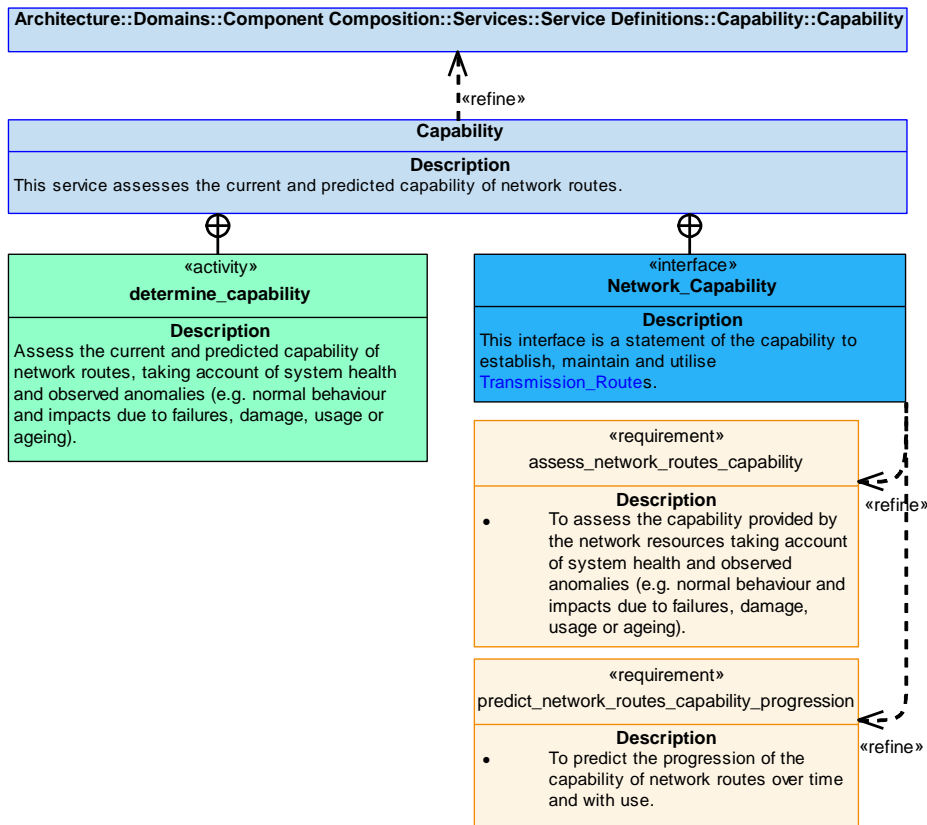 Architecture::Domains::Component Composition::Services::Service Definitions::Capability::Capability
«refine»
Capability
Description
This service assesses the current and predicted capability of network routes.
«activity»
determine_capability
Description
Assess the current and predicted capability of
network routes, taking account of system health
and observed anomalies (e.g. normal behaviour
and impacts due to failures, damage, usage or
ageing).
«interface»
Network_Capability
Description
This interface is a statement of the capability to
establish, maintain and utilise
Transmission_Routes.
«requirement»
assess_network_routes_capability
«refine»
Description
• To assess the capability provided by
the network resources taking account
of system health and observed
anomalies (e.g. normal behaviour and
impacts due to failures, damage,
usage or ageing).
«requirement»
predict_network_routes_capability_progression
«refine»
Description
• To predict the progression of the
capability of network routes over time
and with use.